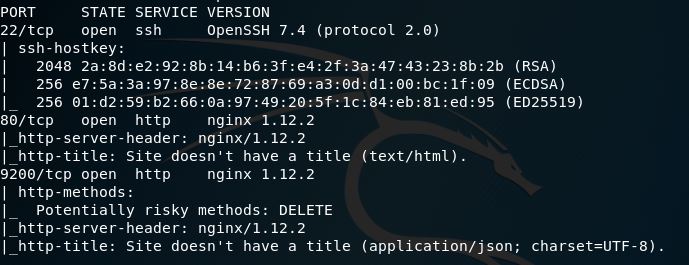 PORT     STATE SERVICE VERSION
22/tcp   open  ssh     OpenSSH 7.4 (protocol 2.0)
| ssh-hostkey:
|   2048 2a:8d:e2:92:8b:14:b6:3f:e4:2f:3a:47:43:23:8b:2b (RSA)
|   256 e7:5a:3a:97:8e:8e:72:87:69:a3:0d:d1:00:bc:1f:09 (ECDSA)
|_  256 01:d2:59:b2:66:0a:97:49:20:5f:1c:84:eb:81:ed:95 (ED25519)
80/tcp   open  http    nginx 1.12.2
|_http-server-header: nginx/1.12.2
|_http-title: Site doesn't have a title (text/html).
9200/tcp open  http    nginx 1.12.2
| http-methods:
|_  Potentially risky methods: DELETE
|_http-server-header: nginx/1.12.2
|_http-title: Site doesn't have a title (application/json; charset=UTF-8).